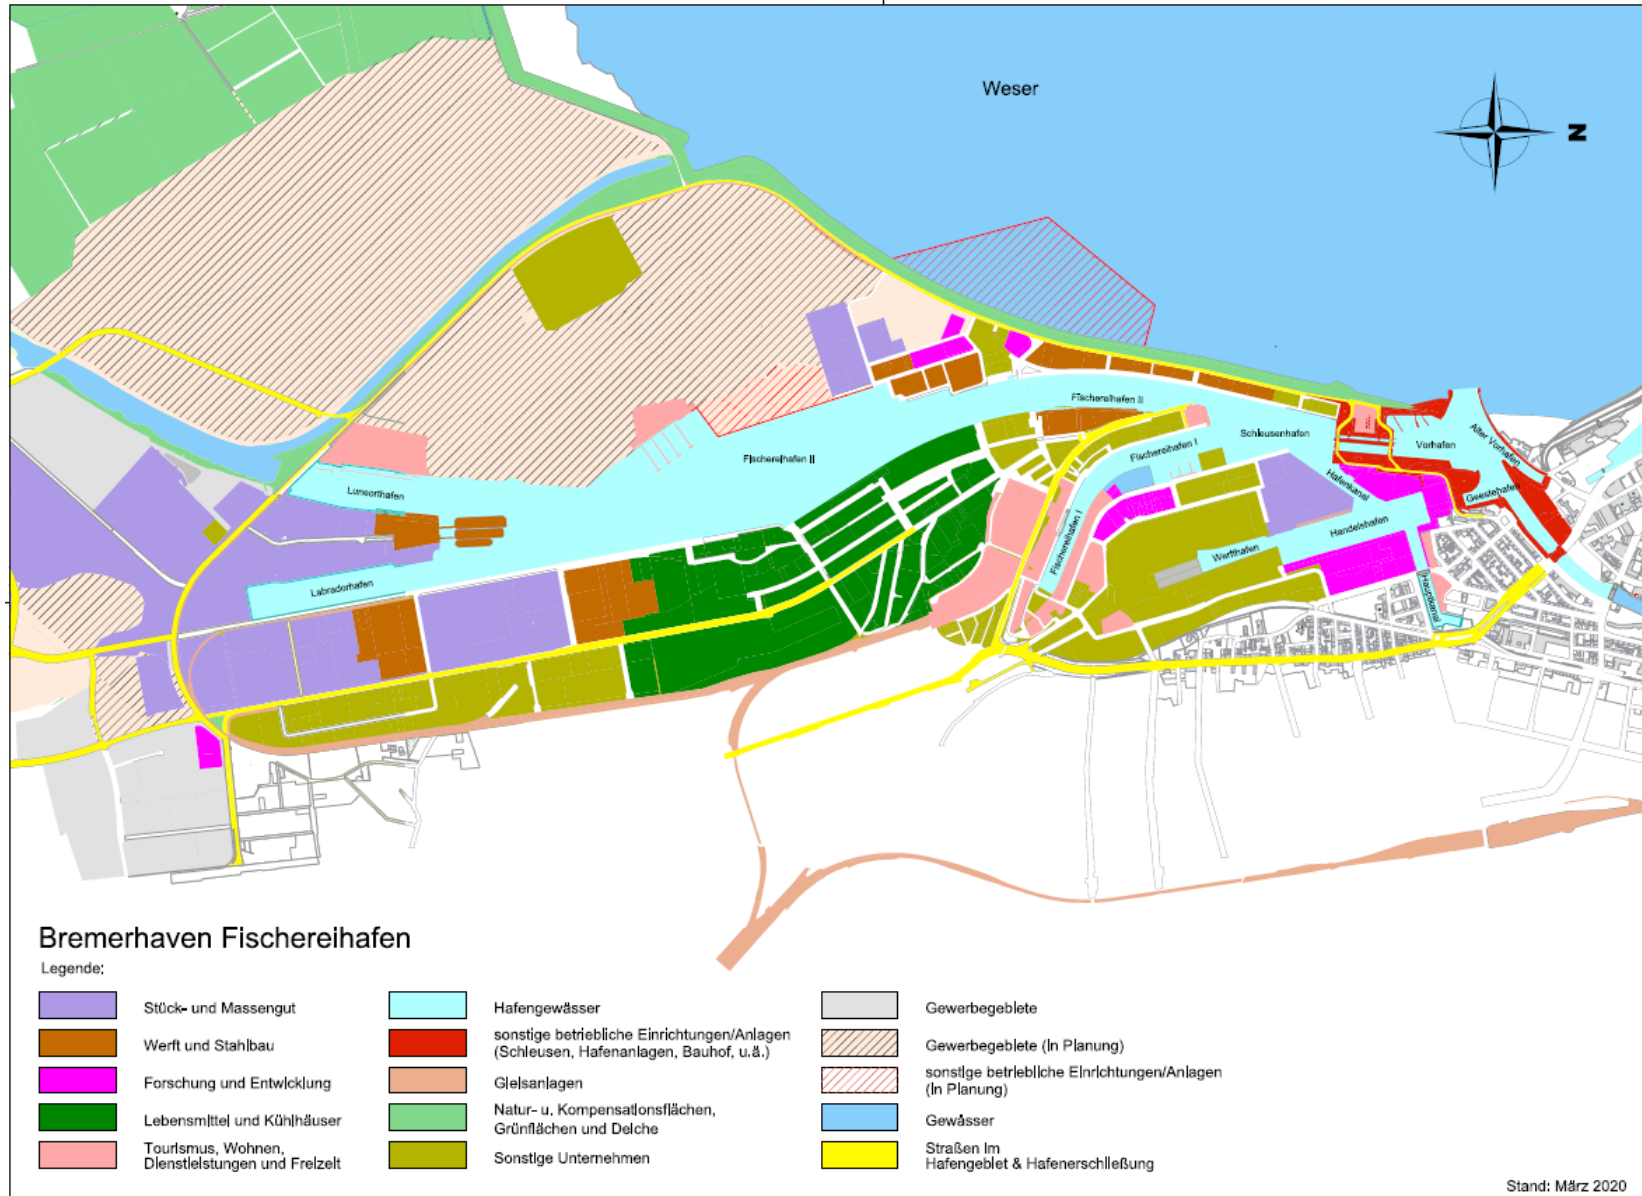 Weser
N
Fischereihafen II
Schleusenhafen
Vorhafen
Alter Vorhafen
Fischereihafen I
Fischereihafen II
Hafenkanal
Geestehafen
Luneorthafen
Handelshafen
Werfthafen
Fischereihafen I
Labradorhafen
Hauptkanal
Bremerhaven Fischereihafen
Legende:
Stück- und Massengut
Werft und Stahlbau
Forschung und Entwicklung
Lebensmittel und Kühlhäuser
Tourismus, Wohnen,
Dienstleistungen und Freizeit
Hafengewässer
sonstige betriebliche Einrichtungen/Anlagen
(Schleusen, Hafenanlagen, Bauhof, u.ä.)
Gleisanlagen
Natur- u. Kompensationsflächen,
Grünflächen und Deiche
Sonstige Unternehmen
Gewerbegebiete
Gewerbegebiete (in Planung)
sonstige betriebliche Einrichtungen/Anlagen
(in Planung)
Gewässer
Straßen im
Hafengebiet & Hafenerschließung
Stand: März 2020